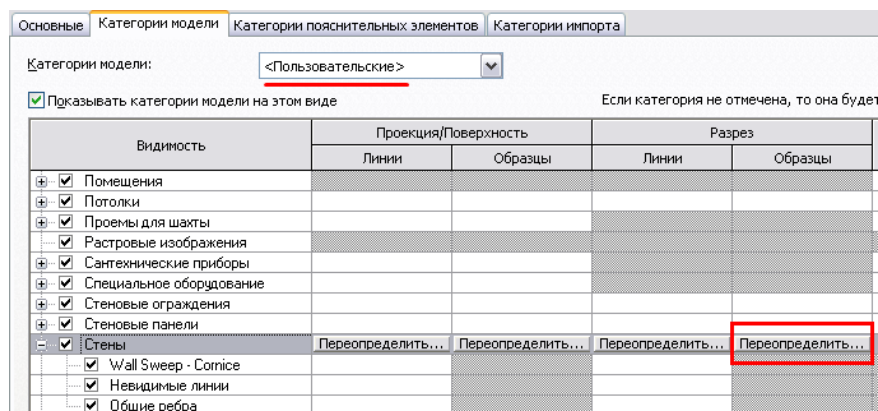 Основные Категории модели Категории пояснительных элементов Категории импорта
Категории модели: <Пользовательские>
Показывать категории модели на этом виде Если категория не отмечена, то она будет
Видимость Проекция/Поверхность Разрез
Линии Образцы Линии Образцы
Помещения
Потолки
Проемы для шахты
Растровые изображения
Сантехнические приборы
Специальное оборудование
Стеновые ограждения
Стеновые панели
Стены Переопределить... Переопределить... Переопределить... Переопределить...
Wall Sweep - Cornice
Невидимые линии
Общие ребра